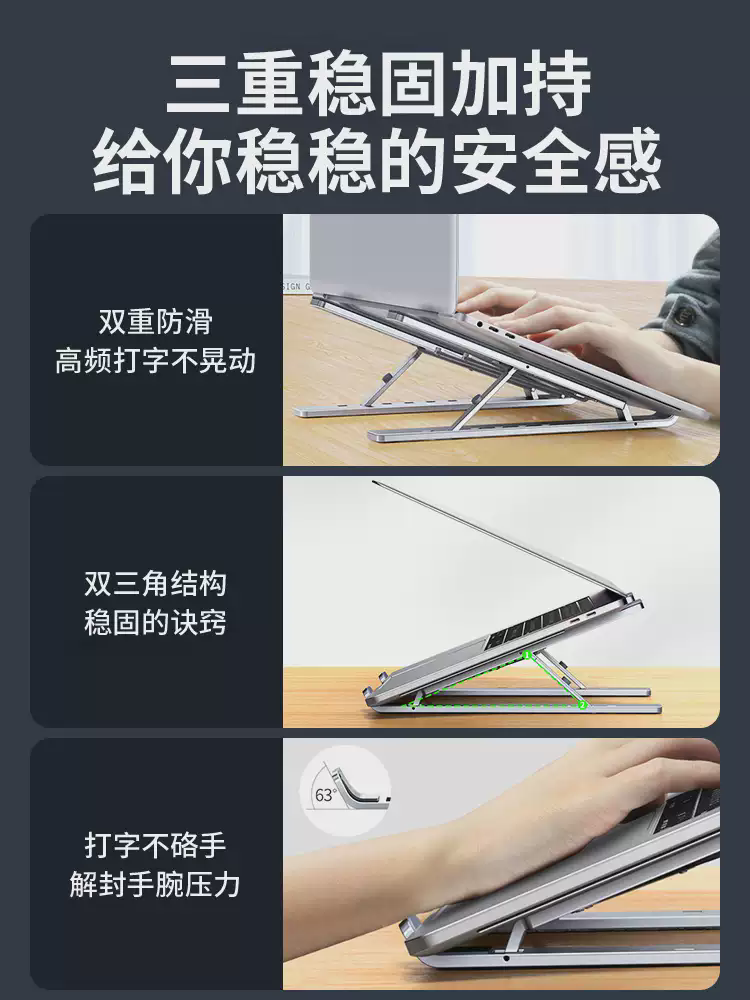 三重稳固加持
给你稳稳的安全感
SIGN G
双重防滑
高频打字不晃动
双三角结构
稳固的诀窍
1
2
63°
打字不硌手
解封手腕压力